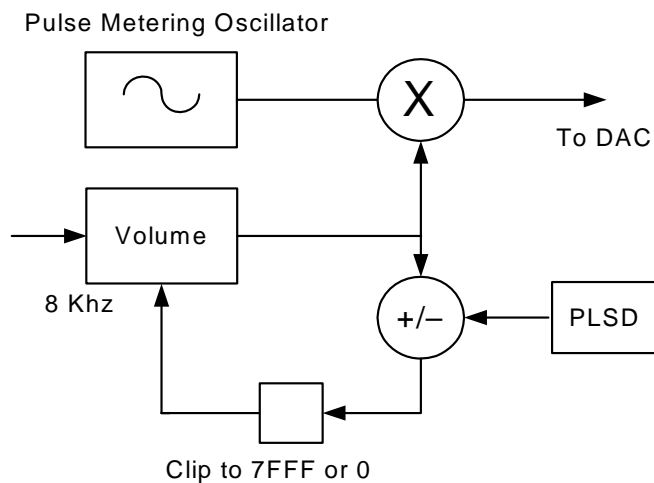 Pulse Metering Oscillator
X
To DAC
Volume
8 Khz
+/–
PLSD
Clip to 7FFF or 0